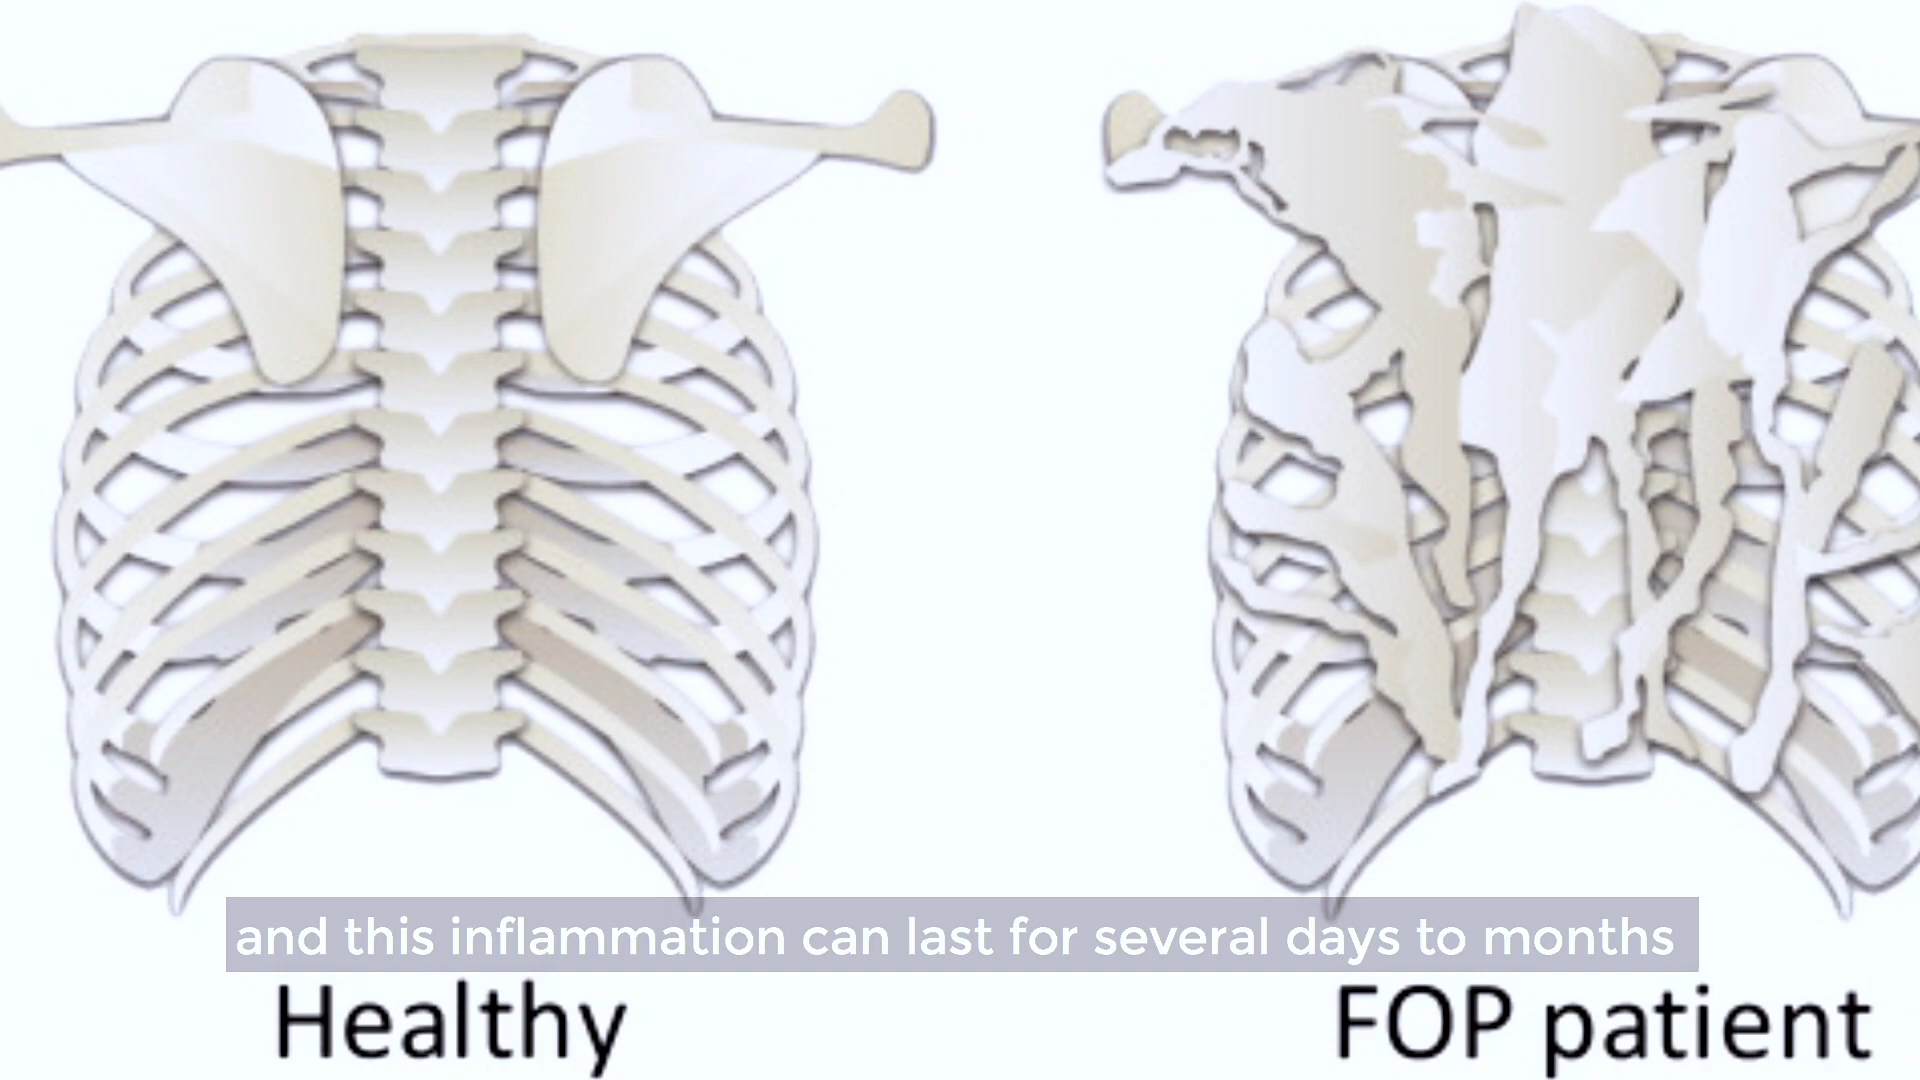 and this inflammation can last for several days to months
Healthy
FOP patient